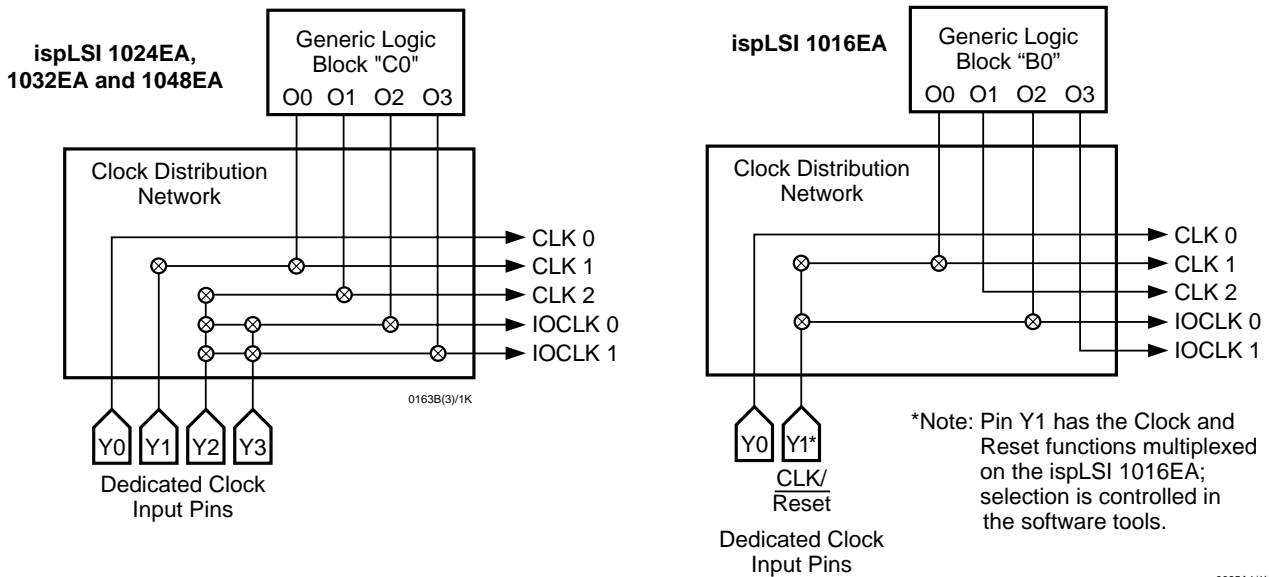 ispLSI 1024EA,
1032EA and 1048EA
Generic Logic
Block "C0"
O0 O1 O2 O3
Clock Distribution
Network
CLK 0
CLK 1
CLK 2
IOCLK 0
IOCLK 1
0163B(3)/1K
Y0 Y1 Y2 Y3
Dedicated Clock
Input Pins
ispLSI 1016EA
Generic Logic
Block “B0”
O0 O1 O2 O3
Clock Distribution
Network
CLK 0
CLK 1
CLK 2
IOCLK 0
IOCLK 1
Y0 Y1*
CLK/
Reset
Dedicated Clock
Input Pins
*Note: Pin Y1 has the Clock and
Reset functions multiplexed
on the ispLSI 1016EA;
selection is controlled in
the software tools.